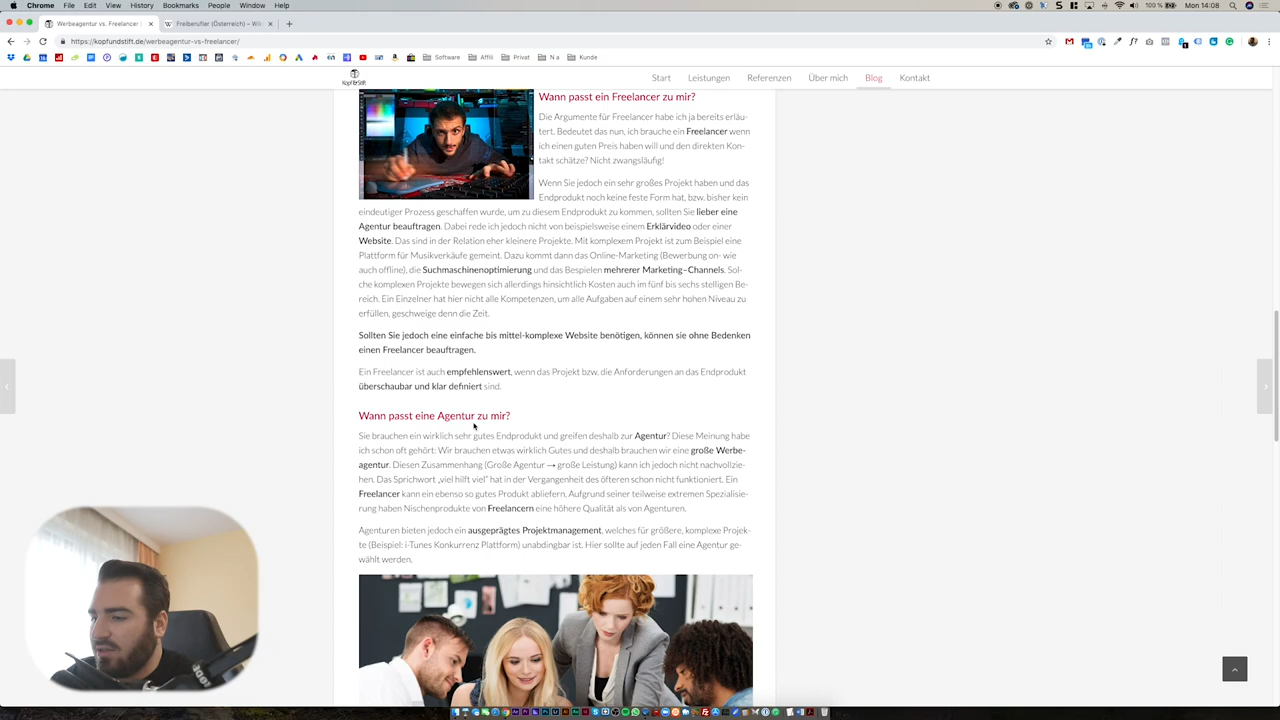 Chrome File Edit View History Bookmarks People Window Help
100 % Mon 14:08
Werbeagentur vs. Freelancer
Freiberufler (Österreich) – Wik
https://kopfundstift.de/werbeagentur-vs-freelancer/
Software Affili Privat N a Kunde
Kopf&Stift
Start Leistungen Referenzen Über mich Blog Kontakt
Wann passt ein Freelancer zu mir?
Die Argumente für Freelancer habe ich ja bereits erläu-
tert. Bedeutet das nun, ich brauche ein Freelancer wenn
ich einen guten Preis haben will und den direkten Kon-
takt schätze? Nicht zwangsläufig!
Wenn Sie jedoch ein sehr großes Projekt haben und das
Endprodukt noch keine feste Form hat, bzw. bisher kein
eindeutiger Prozess geschaffen wurde, um zu diesem Endprodukt zu kommen, sollten Sie lieber eine
Agentur beauftragen. Dabei rede ich jedoch nicht von beispielsweise einem Erklärvideo oder einer
Website. Das sind in der Relation eher kleinere Projekte. Mit komplexem Projekt ist zum Beispiel eine
Plattform für Musikverkäufe gemeint. Dazu kommt dann das Online-Marketing (Bewerbung on- wie
auch offline), die Suchmaschinenoptimierung und das Bespielen mehrerer Marketing–Channels. Sol-
che komplexen Projekte bewegen sich allerdings hinsichtlich Kosten auch im fünf bis sechs stelligen Be-
reich. Ein Einzelner hat hier nicht alle Kompetenzen, um alle Aufgaben auf einem sehr hohen Niveau zu
erfüllen, geschweige denn die Zeit.
Sollten Sie jedoch eine einfache bis mittel-komplexe Website benötigen, können sie ohne Bedenken
einen Freelancer beauftragen.
Ein Freelancer ist auch empfehlenswert, wenn das Projekt bzw. die Anforderungen an das Endprodukt
überschaubar und klar definiert sind.
Wann passt eine Agentur zu mir?
Sie brauchen ein wirklich sehr gutes Endprodukt und greifen deshalb zur Agentur? Diese Meinung habe
ich schon oft gehört: Wir brauchen etwas wirklich Gutes und deshalb brauchen wir eine große Werbe-
agentur. Diesen Zusammenhang (Große Agentur → große Leistung) kann ich jedoch nicht nachvollzie-
hen. Das Sprichwort „viel hilft viel" hat in der Vergangenheit des öfteren schon nicht funktioniert. Ein
Freelancer kann ein ebenso so gutes Produkt abliefern. Aufgrund seiner teilweise extremen Spezialisie-
rung haben Nischenprodukte von Freelancern eine höhere Qualität als von Agenturen.
Agenturen bieten jedoch ein ausgeprägtes Projektmanagement, welches für größere, komplexe Projek-
te (Beispiel: i-Tunes Konkurrenz Plattform) unabdingbar ist. Hier sollte auf jeden Fall eine Agentur ge-
wählt werden.